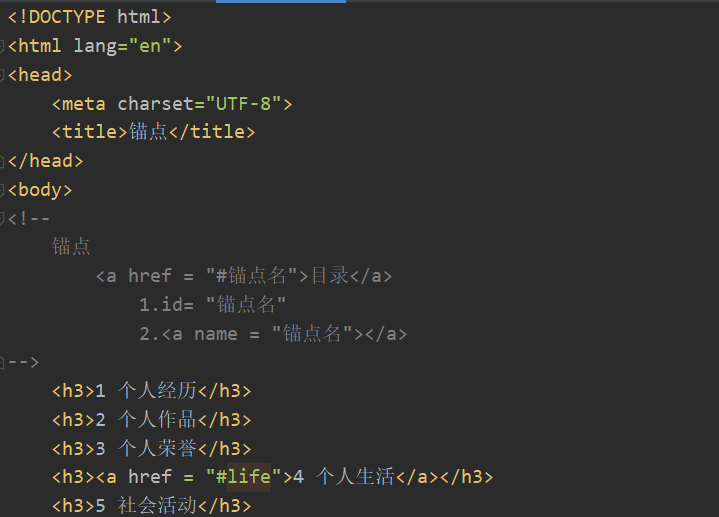 <!DOCTYPE html>
<html lang="en">
<head>
    <meta charset="UTF-8">
    <title>锚点</title>
</head>
<body>
<!--
    锚点
        <a href = "#锚点名">目录</a>
            1.id= "锚点名"
            2.<a name = "锚点名"></a>
-->
    <h3>1 个人经历</h3>
    <h3>2 个人作品</h3>
    <h3>3 个人荣誉</h3>
    <h3><a href = "#life">4 个人生活</a></h3>
    <h3>5 社会活动</h3>